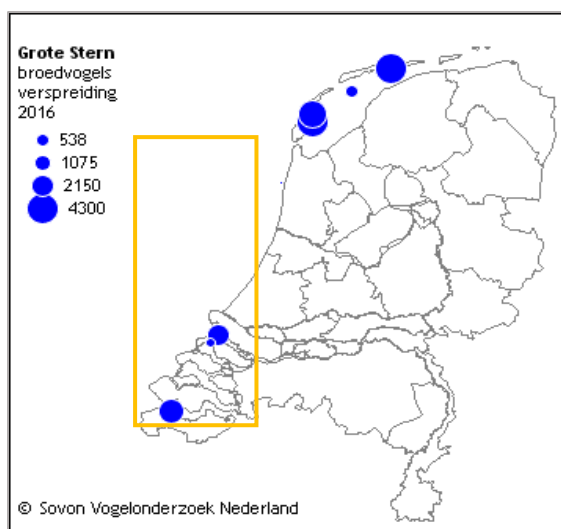 Grote Stern
broedvogels
verspreiding
2016
538
1075
2150
4300
© Sovon Vogelonderzoek Nederland